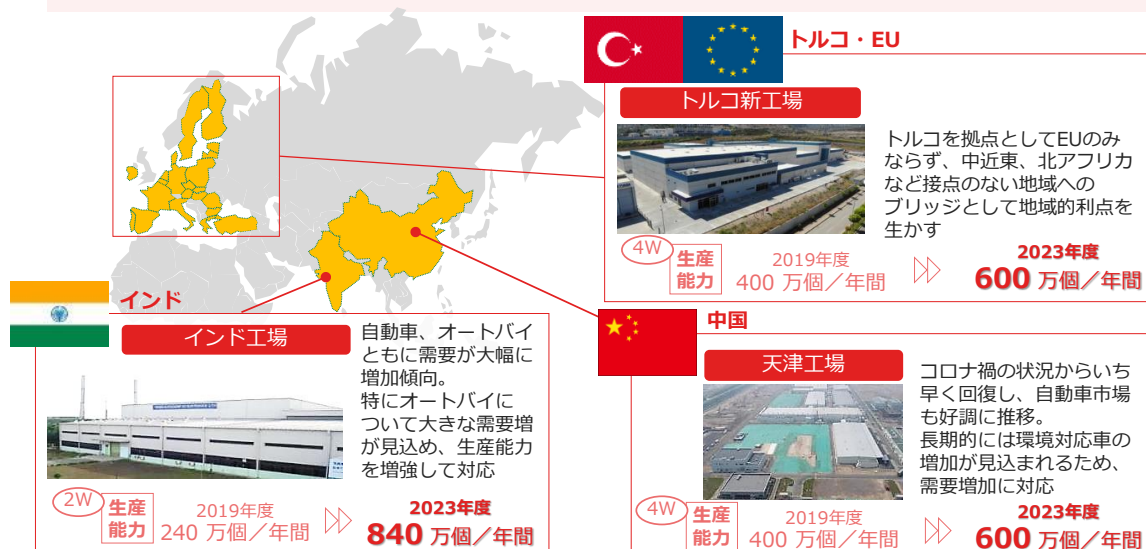 トルコ・EU
トルコ新工場
トルコを拠点としてEUのみ
ならず、中近東、北アフリカ
など接点のない地域への
ブリッジとして地域的利点を
生かす
4W
生産
能力
2019年度
400 万個／年間
2023年度
600 万個／年間
インド
インド工場
自動車、オートバイ
ともに需要が大幅に
増加傾向。
特にオートバイに
ついて大きな需要増
が見込め、生産能力
を増強して対応
2W
生産
能力
2019年度
240 万個／年間
2023年度
840 万個／年間
中国
天津工場
コロナ禍の状況からいち
早く回復し、自動車市場
も好調に推移。
長期的には環境対応車の
増加が見込まれるため、
需要増加に対応
4W
生産
能力
2019年度
400 万個／年間
2023年度
600 万個／年間